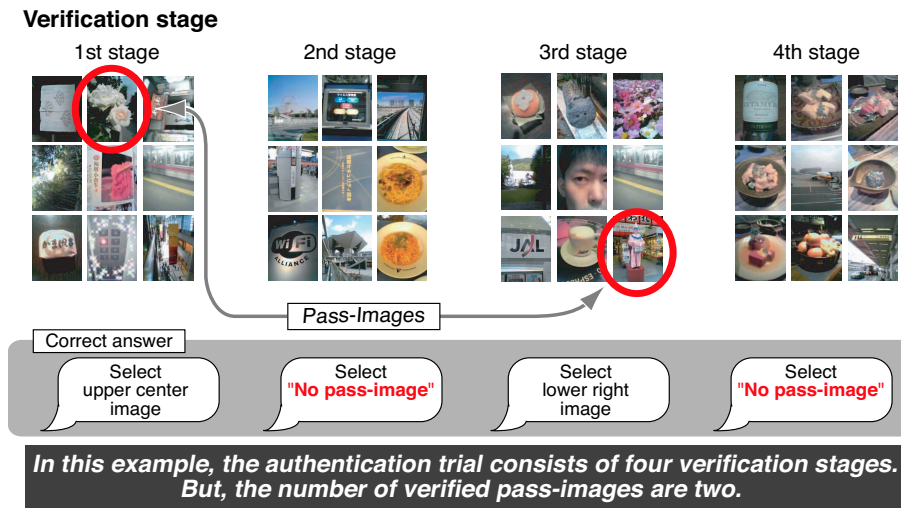 Verification stage
1st stage
2nd stage
3rd stage
4th stage
Wi Fi
ALLIANCE
JAL
Pass-Images
Correct answer
Select
upper center
image
Select
"No pass-image"
Select
lower right
image
Select
"No pass-image"
In this example, the authentication trial consists of four verification stages.
But, the number of verified pass-images are two.